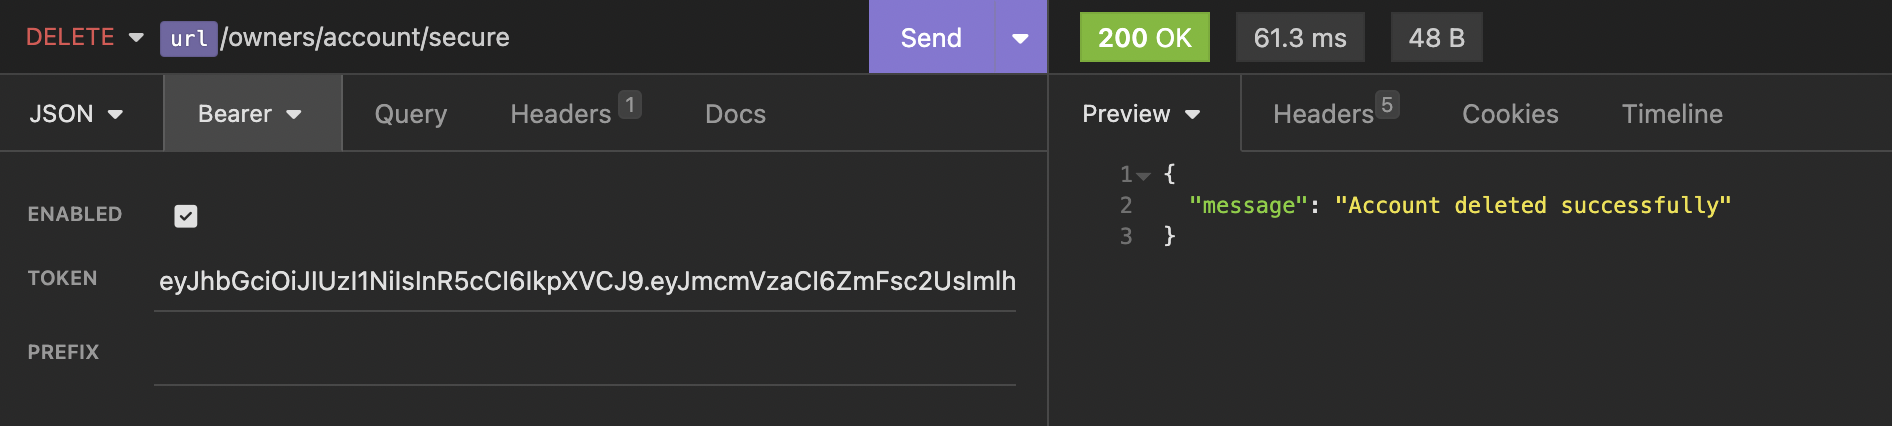 DELETE url /owners/account/secure Send 200 OK 61.3 ms 48 B
JSON Bearer Query Headers 1 Docs Preview Headers 5 Cookies Timeline
1 {
ENABLED 2 "message": "Account deleted successfully"
3 }
TOKEN eyJhbGciOiJIUzI1NiIsInR5cCI6IkpXVCJ9.eyJmcmVzaCI6ZmFsc2UsImlh
PREFIX